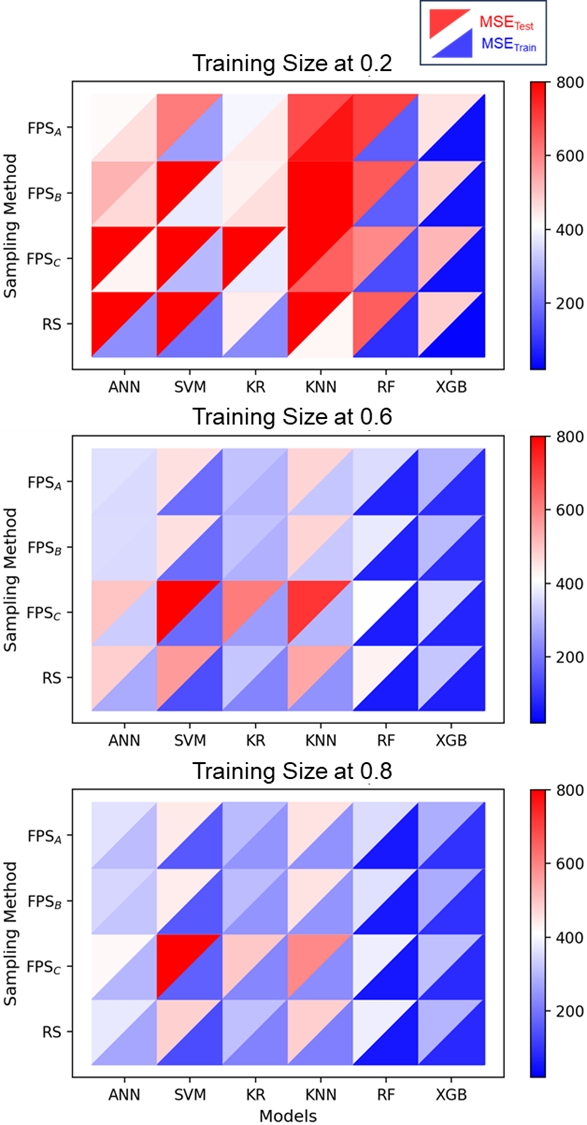 MSETest
MSETrain
Training Size at 0.2
Sampling Method
FPSA
FPSB
FPSC
RS
ANN SVM KR KNN RF XGB
800
600
400
200
Training Size at 0.6
Sampling Method
FPSA
FPSB
FPSC
RS
ANN SVM KR KNN RF XGB
800
600
400
200
Training Size at 0.8
Sampling Method
FPSA
FPSB
FPSC
RS
ANN SVM KR KNN RF XGB
Models
800
600
400
200